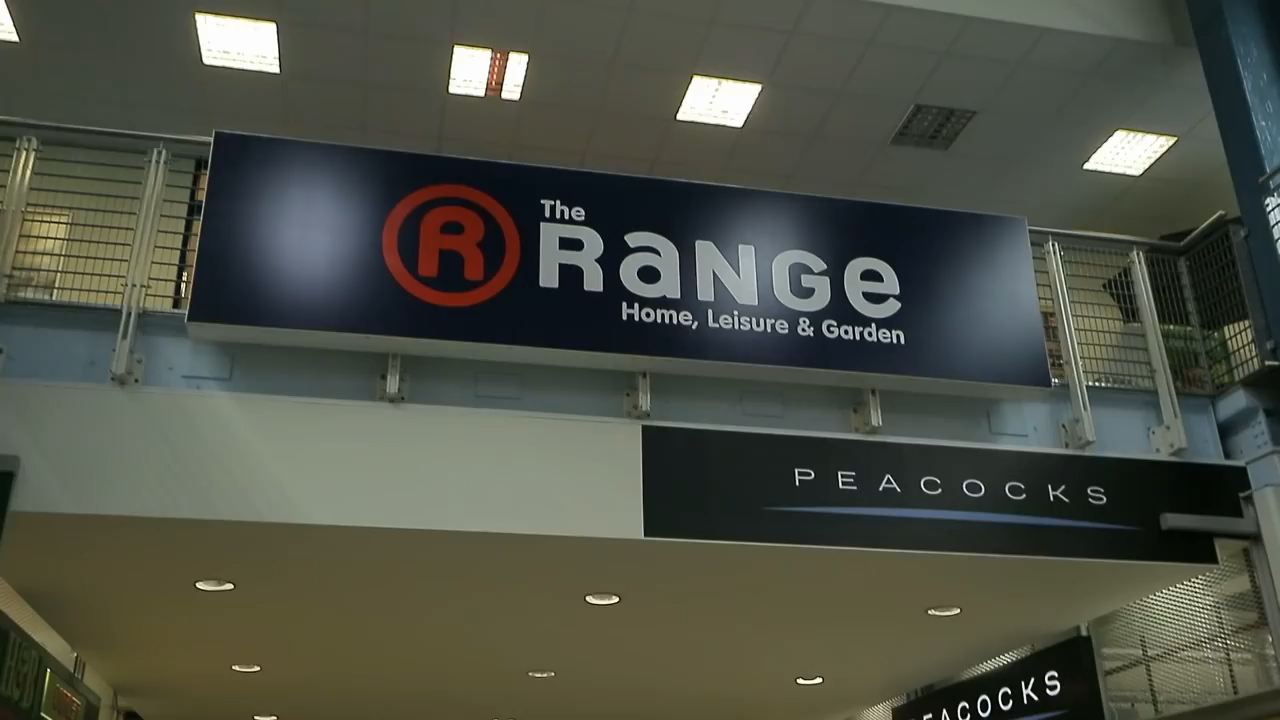 R
The
RaNGe
Home, Leisure & Garden
PEACOCKS
PEACOCKS